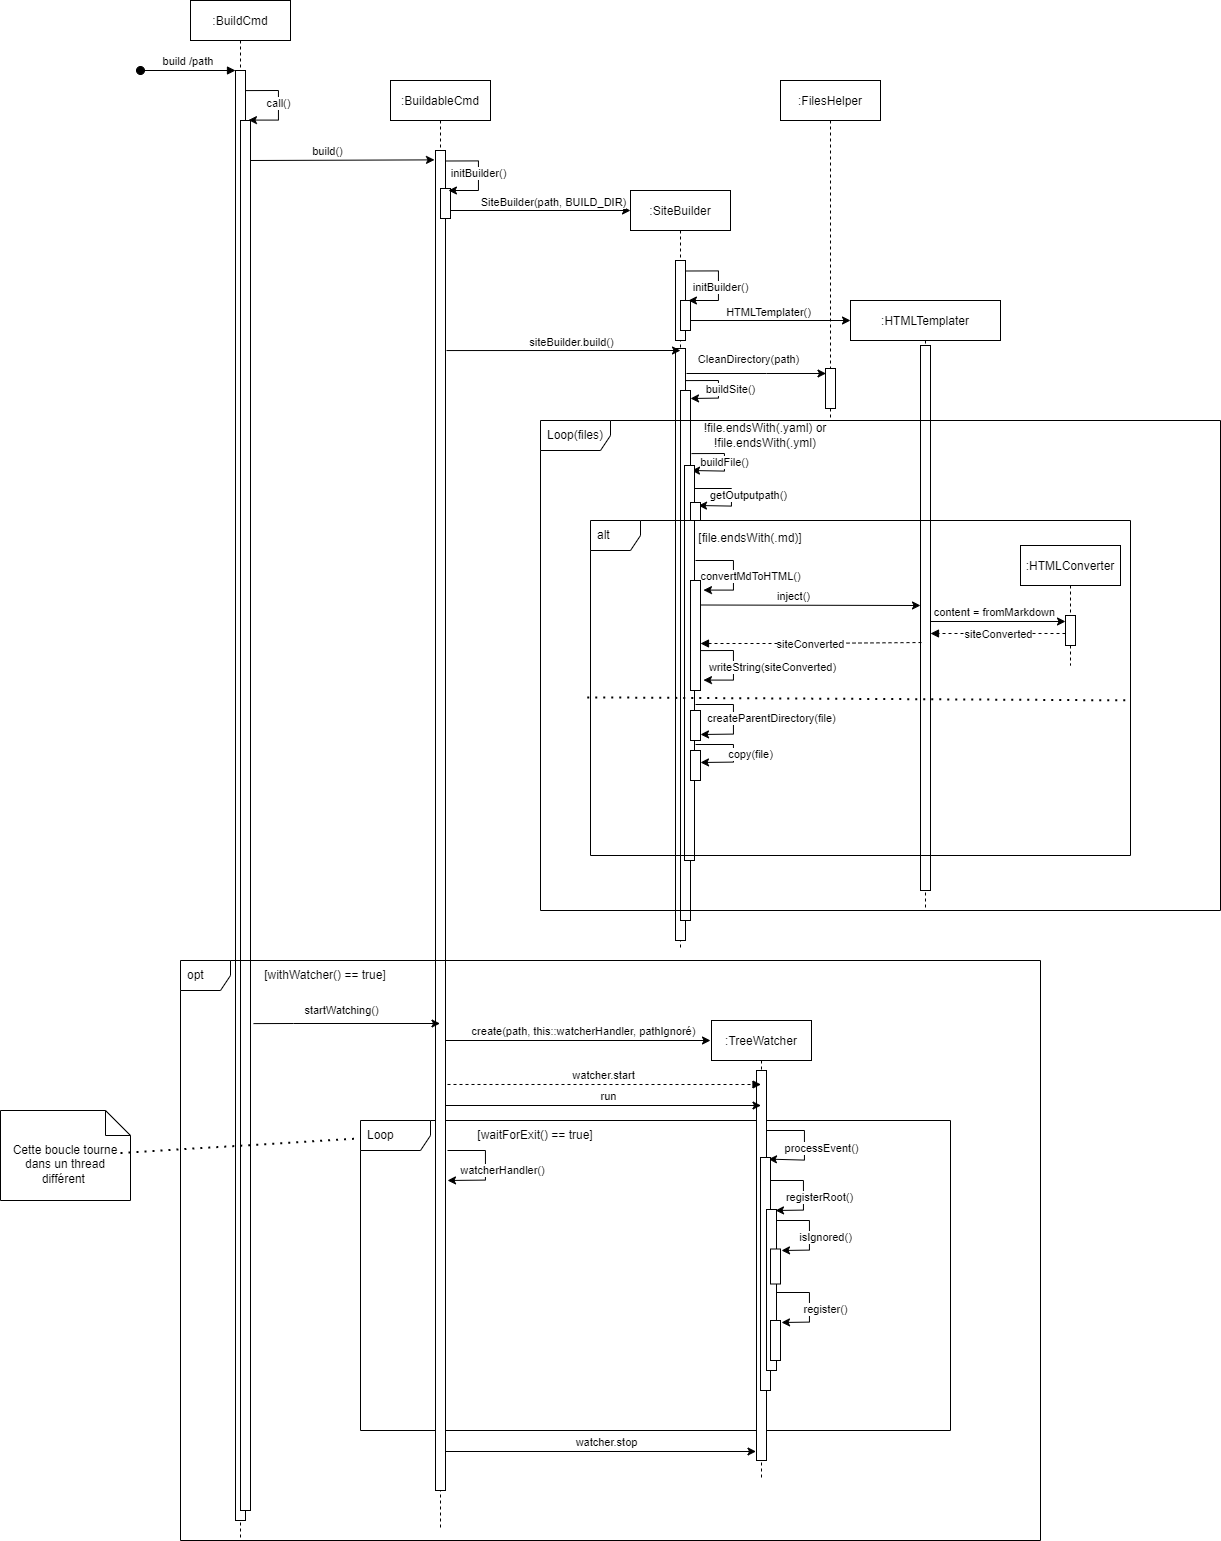 :BuildCmd
build /path
call()
:BuildableCmd
:FilesHelper
build()
initBuilder()
SiteBuilder(path, BUILD_DIR)
:SiteBuilder
initBuilder()
HTMLTemplater()
:HTMLTemplater
siteBuilder.build()
CleanDirectory(path)
buildSite()
Loop(files)
!file.endsWith(.yaml) or
!file.endsWith(.yml)
buildFile()
getOutputpath()
alt
[file.endsWith(.md)]
:HTMLConverter
convertMdToHTML()
inject()
content = fromMarkdown
siteConverted
siteConverted
writeString(siteConverted)
createParentDirectory(file)
copy(file)
opt
[withWatcher() == true]
startWatching()
create(path, this::watcherHandler, pathIgnoré)
:TreeWatcher
watcher.start
run
Loop
[waitForExit() == true]
Cette boucle tourne
dans un thread
différent
processEvent()
watcherHandler()
registerRoot()
isIgnored()
register()
watcher.stop